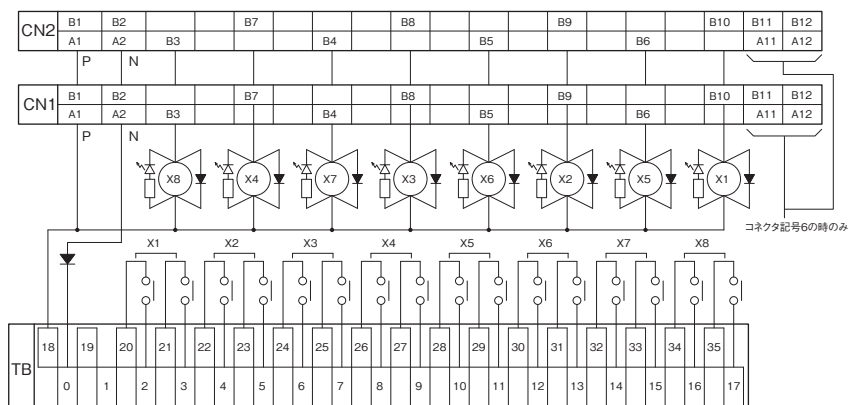 CN2 B1 B2 B7 B8 B9 B10 B11 B12
A1 A2 B3 B4 B5 B6 A11 A12
P N
CN1 B1 B2 B7 B8 B9 B10 B11 B12
A1 A2 B3 B4 B5 B6 A11 A12
P N
X8 X4 X7 X3 X6 X2 X5 X1
コネクタ記号6の時のみ
X1 X2 X3 X4 X5 X6 X7 X8
TB 18 19 20 21 22 23 24 25 26 27 28 29 30 31 32 33 34 35
0 1 2 3 4 5 6 7 8 9 10 11 12 13 14 15 16 17